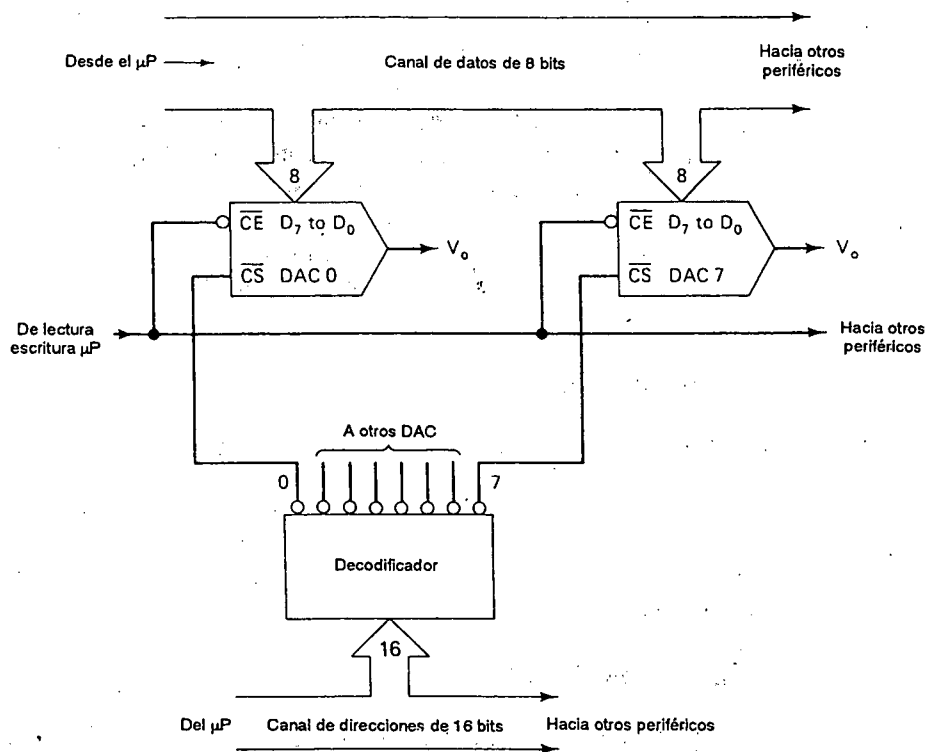 Desde el µP
Canal de datos de 8 bits
Hacia otros
periféricos
8
8
CE D7 to D0
CS DAC 0
Vo
CE D7 to D0
CS DAC 7
Vo
De lectura
escritura µP
Hacia otros
periféricos
A otros DAC
0
7
Decodificador
16
Del µP
Canal de direcciones de 16 bits
Hacia otros periféricos